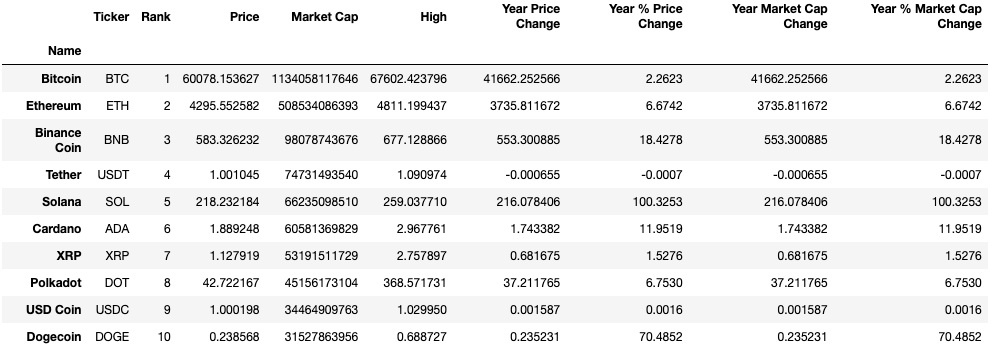 Ticker Rank Price Market Cap High Year Price Change Year % Price Change Year Market Cap Change Year % Market Cap Change
Name
Bitcoin BTC 1 60078.153627 1134058117646 67602.423796 41662.252566 2.2623 41662.252566 2.2623
Ethereum ETH 2 4295.552582 508534086393 4811.199437 3735.811672 6.6742 3735.811672 6.6742
Binance Coin BNB 3 583.326232 98078743676 677.128866 553.300885 18.4278 553.300885 18.4278
Tether USDT 4 1.001045 74731493540 1.090974 -0.000655 -0.0007 -0.000655 -0.0007
Solana SOL 5 218.232184 66235098510 259.037710 216.078406 100.3253 216.078406 100.3253
Cardano ADA 6 1.889248 60581369829 2.967761 1.743382 11.9519 1.743382 11.9519
XRP XRP 7 1.127919 53191511729 2.757897 0.681675 1.5276 0.681675 1.5276
Polkadot DOT 8 42.722167 45156173104 368.571731 37.211765 6.7530 37.211765 6.7530
USD Coin USDC 9 1.000198 34464909763 1.029950 0.001587 0.0016 0.001587 0.0016
Dogecoin DOGE 10 0.238568 31527863956 0.688727 0.235231 70.4852 0.235231 70.4852